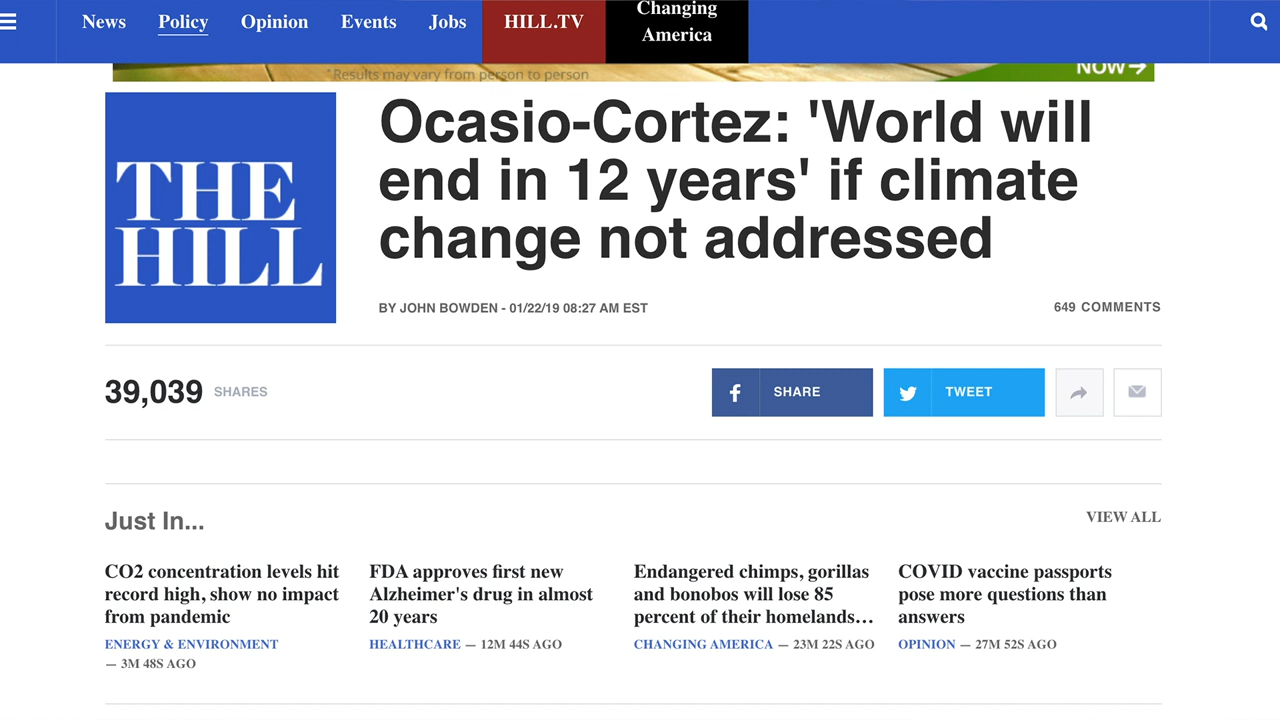 News Policy Opinion Events Jobs HILL.TV Changing
America
*Results may vary from person to person NOW→
THE
HILL
Ocasio-Cortez: 'World will
end in 12 years' if climate
change not addressed
BY JOHN BOWDEN - 01/22/19 08:27 AM EST 649 COMMENTS
39,039 SHARES SHARE TWEET
Just In... VIEW ALL
CO2 concentration levels hit
record high, show no impact
from pandemic
ENERGY & ENVIRONMENT
— 3M 48S AGO
FDA approves first new
Alzheimer's drug in almost
20 years
HEALTHCARE — 12M 44S AGO
Endangered chimps, gorillas
and bonobos will lose 85
percent of their homelands...
CHANGING AMERICA — 23M 22S AGO
COVID vaccine passports
pose more questions than
answers
OPINION — 27M 52S AGO